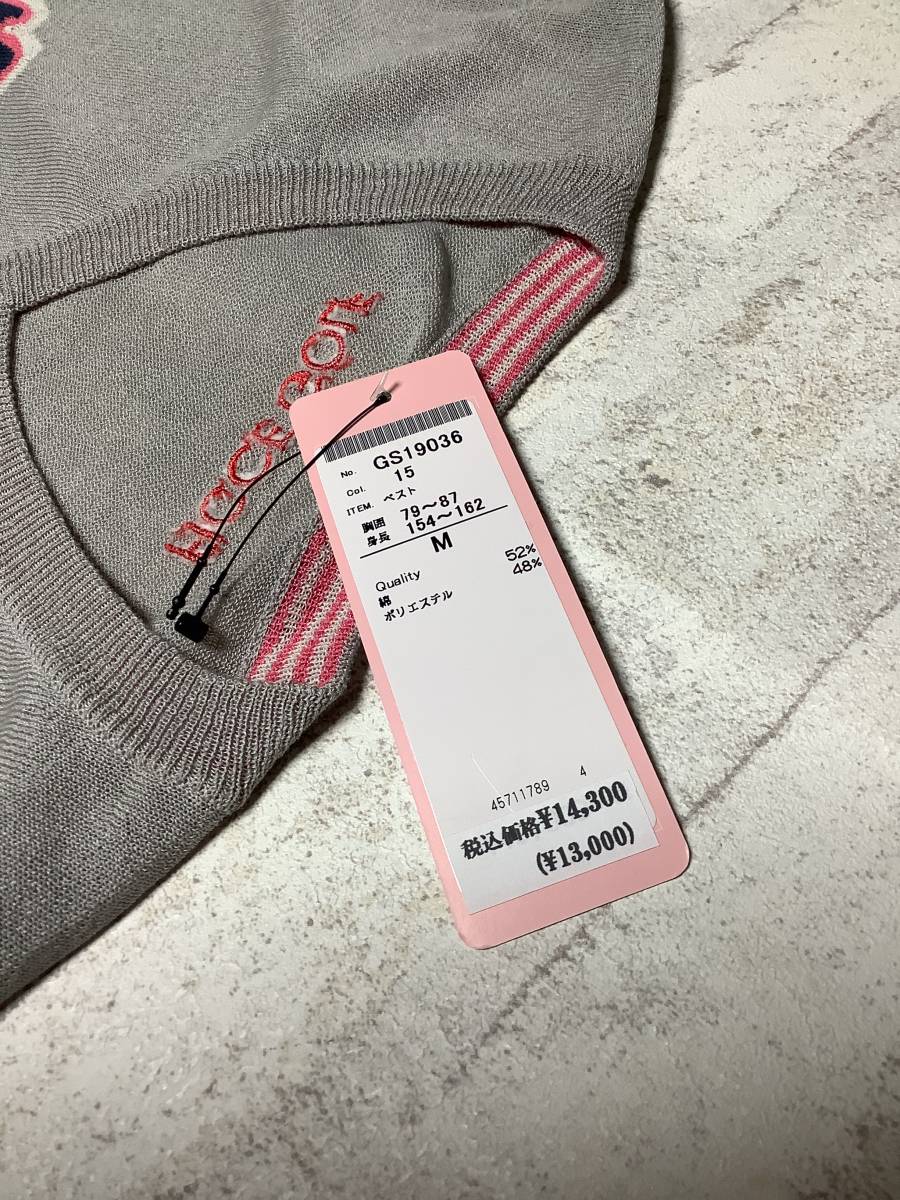 No. GS19036
Col. 15
ITEM. ベスト
胸囲 79～87
身長 154～162
M
Quality
綿 52%
ポリエステル 48%
45711789 4
税込価格¥14,300
(¥13,000)